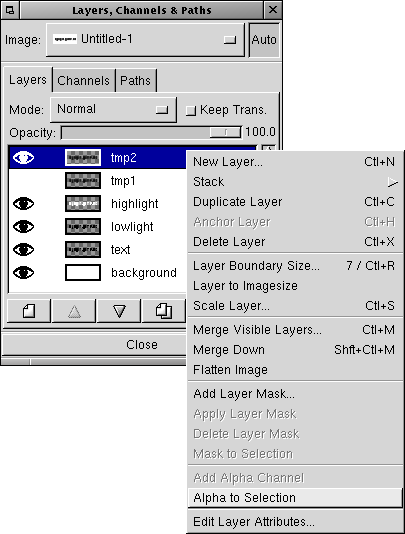 Layers, Channels & Paths
Image: Untitled-1 Auto
Layers Channels Paths
Mode: Normal Keep Trans.
Opacity: 100.0
tmp2
tmp1
highlight
lowlight
text
background
Close
New Layer... Ctl+N
Stack
Duplicate Layer Ctl+C
Anchor Layer Ctl+H
Delete Layer Ctl+X
Layer Boundary Size... 7 / Ctl+R
Layer to Imagesize
Scale Layer... Ctl+S
Merge Visible Layers... Ctl+M
Merge Down Shft+Ctl+M
Flatten Image
Add Layer Mask...
Apply Layer Mask
Delete Layer Mask
Mask to Selection
Add Alpha Channel
Alpha to Selection
Edit Layer Attributes...